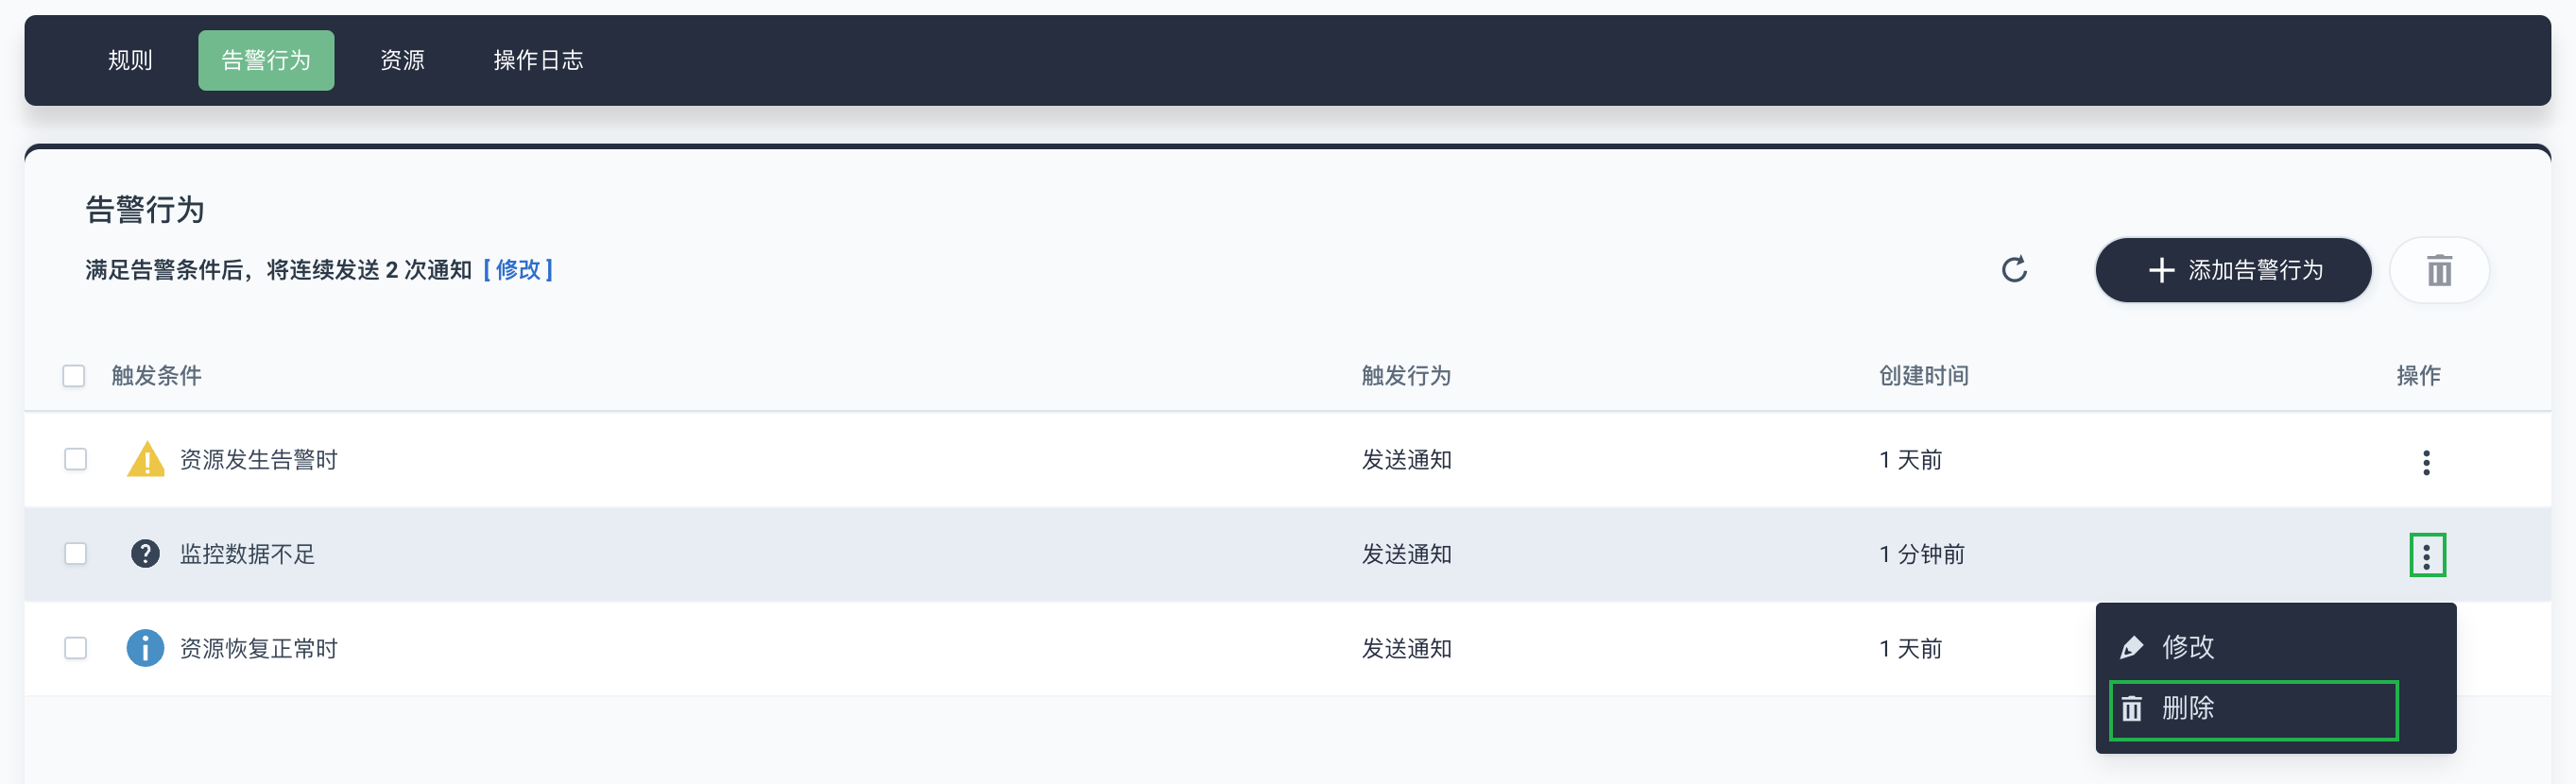 规则 告警行为 资源 操作日志
告警行为
满足告警条件后，将连续发送 2 次通知 [ 修改 ]
添加告警行为
触发条件 触发行为 创建时间 操作
资源发生告警时 发送通知 1 天前
监控数据不足 发送通知 1 分钟前
资源恢复正常时 发送通知 1 天前
修改
删除